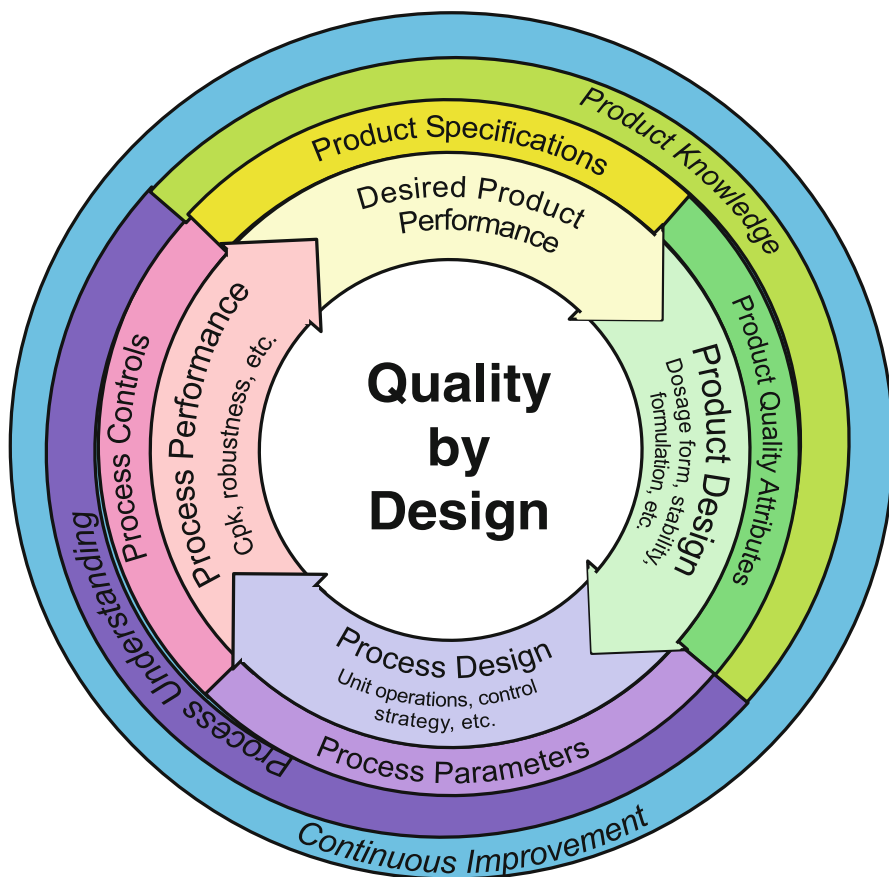 Product Knowledge
Product Specifications
Desired Product
Performance
Product Quality Attributes
Product Design
Dosage form, stability,
formulation, etc.
Quality
by
Design
Process Controls
Process Performance
Cpk, robustness, etc.
Process Design
Unit operations, control
strategy, etc.
Process Parameters
Process Understanding
Continuous Improvement